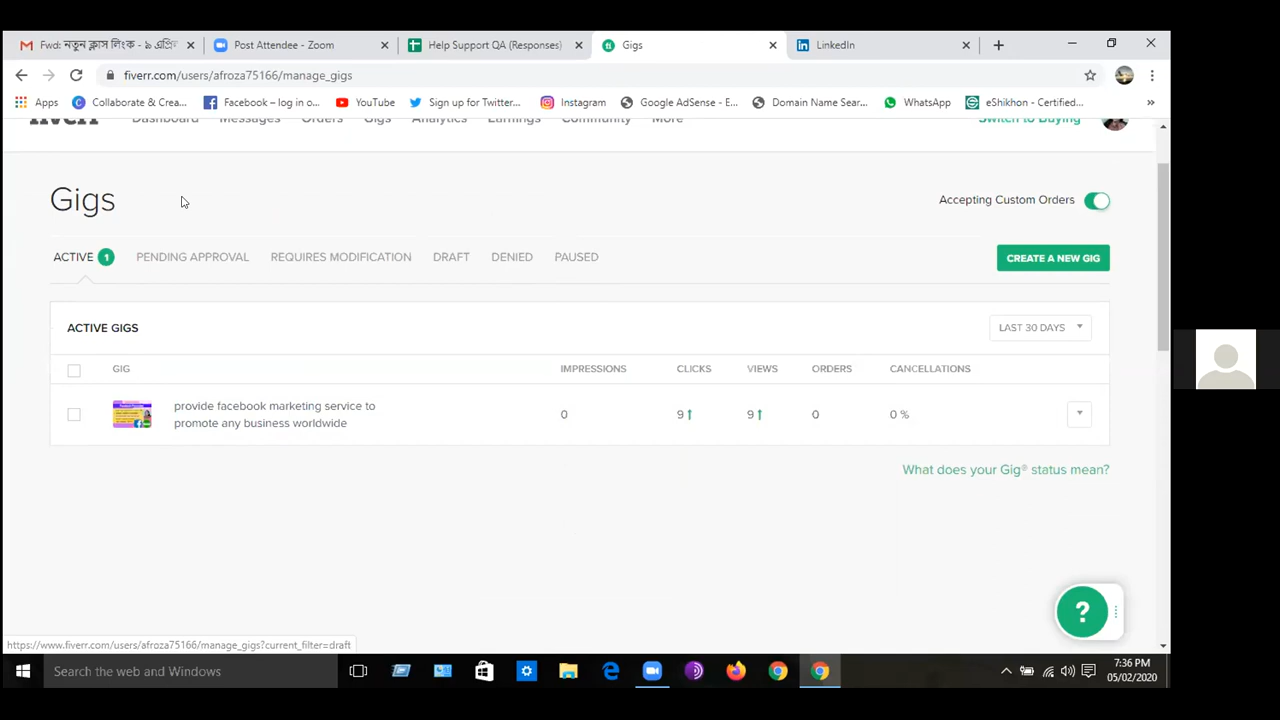 Fwd: নতুন ক্লাস লিংক - ৯ এপ্রিল
Post Attendee - Zoom
Help Support QA (Responses)
Gigs
LinkedIn
fiverr.com/users/afroza75166/manage_gigs
Apps
Collaborate & Crea...
Facebook – log in o...
YouTube
Sign up for Twitter...
Instagram
Google AdSense - E...
Domain Name Sear...
WhatsApp
eShikhon - Certified...
fiverr
Dashboard
Messages
Orders
Gigs
Analytics
Earnings
Community
More
Switch to Buying
Gigs
Accepting Custom Orders
ACTIVE 1
PENDING APPROVAL
REQUIRES MODIFICATION
DRAFT
DENIED
PAUSED
CREATE A NEW GIG
ACTIVE GIGS
LAST 30 DAYS
GIG
IMPRESSIONS
CLICKS
VIEWS
ORDERS
CANCELLATIONS
provide facebook marketing service to
promote any business worldwide
0
9
9
0
0 %
What does your Gig® status mean?
?
https://www.fiverr.com/users/afroza75166/manage_gigs?current_filter=draft
Search the web and Windows
7:36 PM
05/02/2020